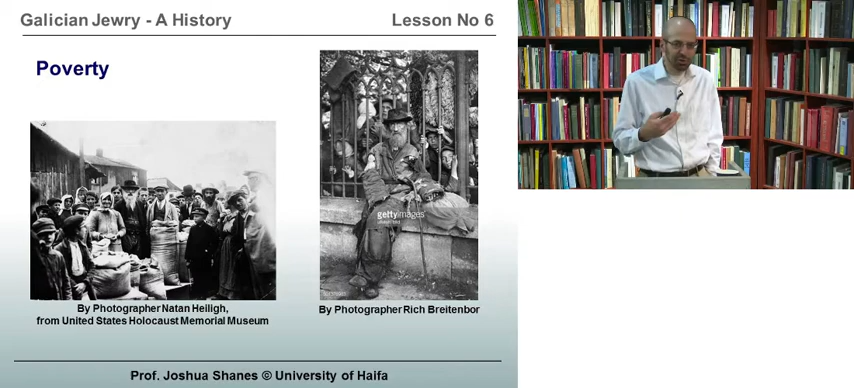 Galician Jewry - A History
Lesson No 6
Poverty
gettyimages
By Photographer Natan Heiligh,
from United States Holocaust Memorial Museum
By Photographer Rich Breitenbor
Prof. Joshua Shanes © University of Haifa